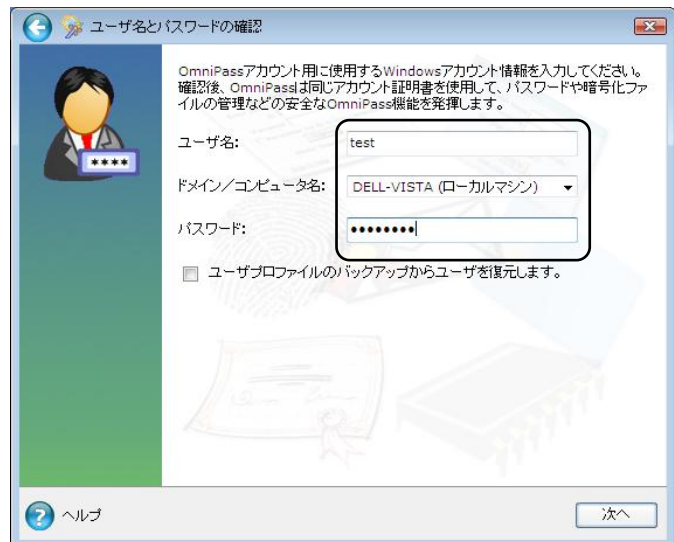 ユーザ名とパスワードの確認
OmniPassアカウント用に使用するWindowsアカウント情報を入力してください。
確認後、OmniPassは同じアカウント証明書を使用して、パスワードや暗号化ファ
イルの管理などの安全なOmniPass機能を発揮します。
ユーザ名: test
ドメイン／コンピュータ名: DELL-VISTA (ローカルマシン)
パスワード: ••••••••
****
ユーザプロファイルのバックアップからユーザを復元します。
ヘルプ
次へ